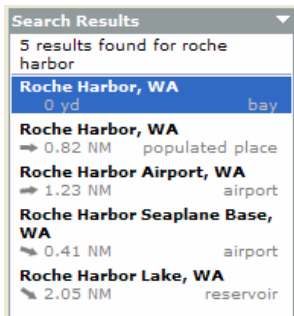 Search Results
5 results found for roche
harbor
Roche Harbor, WA
0 yd bay
Roche Harbor, WA
0.82 NM populated place
Roche Harbor Airport, WA
1.23 NM airport
Roche Harbor Seaplane Base,
WA
0.41 NM airport
Roche Harbor Lake, WA
2.05 NM reservoir